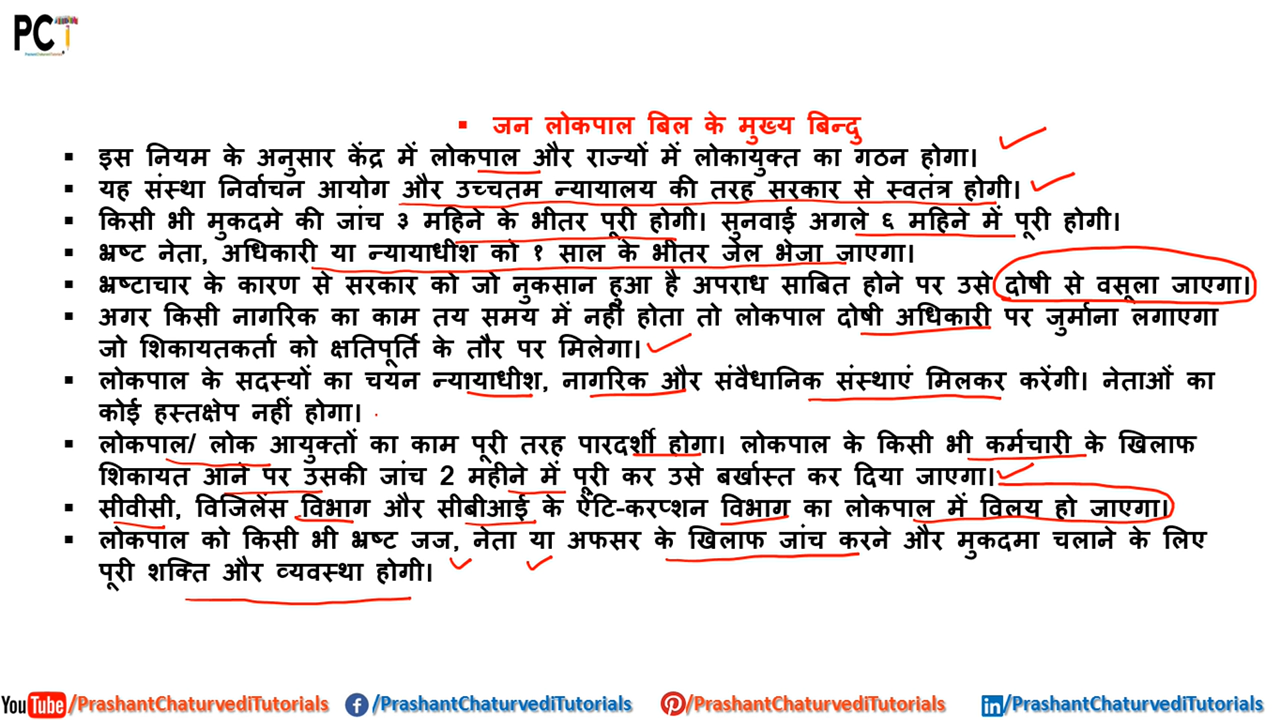 PCT
PrashantChaturvediTutorials
▪ जन लोकपाल बिल के मुख्य बिन्दु
▪ इस नियम के अनुसार केंद्र में लोकपाल और राज्यों में लोकायुक्त का गठन होगा।
▪ यह संस्था निर्वाचन आयोग और उच्चतम न्यायालय की तरह सरकार से स्वतंत्र होगी।
▪ किसी भी मुकदमे की जांच ३ महिने के भीतर पूरी होगी। सुनवाई अगले ६ महिने में पूरी होगी।
▪ भ्रष्ट नेता, अधिकारी या न्यायाधीश को १ साल के भीतर जेल भेजा जाएगा।
▪ भ्रष्टाचार के कारण से सरकार को जो नुकसान हुआ है अपराध साबित होने पर उसे दोषी से वसूला जाएगा।
▪ अगर किसी नागरिक का काम तय समय में नहीं होता तो लोकपाल दोषी अधिकारी पर जुर्माना लगाएगा
जो शिकायतकर्ता को क्षतिपूर्ति के तौर पर मिलेगा।
▪ लोकपाल के सदस्यों का चयन न्यायाधीश, नागरिक और संवैधानिक संस्थाएं मिलकर करेंगी। नेताओं का
कोई हस्तक्षेप नहीं होगा।
▪ लोकपाल/ लोक आयुक्तों का काम पूरी तरह पारदर्शी होगा। लोकपाल के किसी भी कर्मचारी के खिलाफ
शिकायत आने पर उसकी जांच 2 महीने में पूरी कर उसे बर्खास्त कर दिया जाएगा।
▪ सीवीसी, विजिलेंस विभाग और सीबीआई के ऐंटि-करप्शन विभाग का लोकपाल में विलय हो जाएगा।
▪ लोकपाल को किसी भी भ्रष्ट जज, नेता या अफसर के खिलाफ जांच करने और मुकदमा चलाने के लिए
पूरी शक्ति और व्यवस्था होगी।
YouTube/PrashantChaturvediTutorials f/PrashantChaturvediTutorials /PrashantChaturvediTutorials in/PrashantChaturvediTutorials